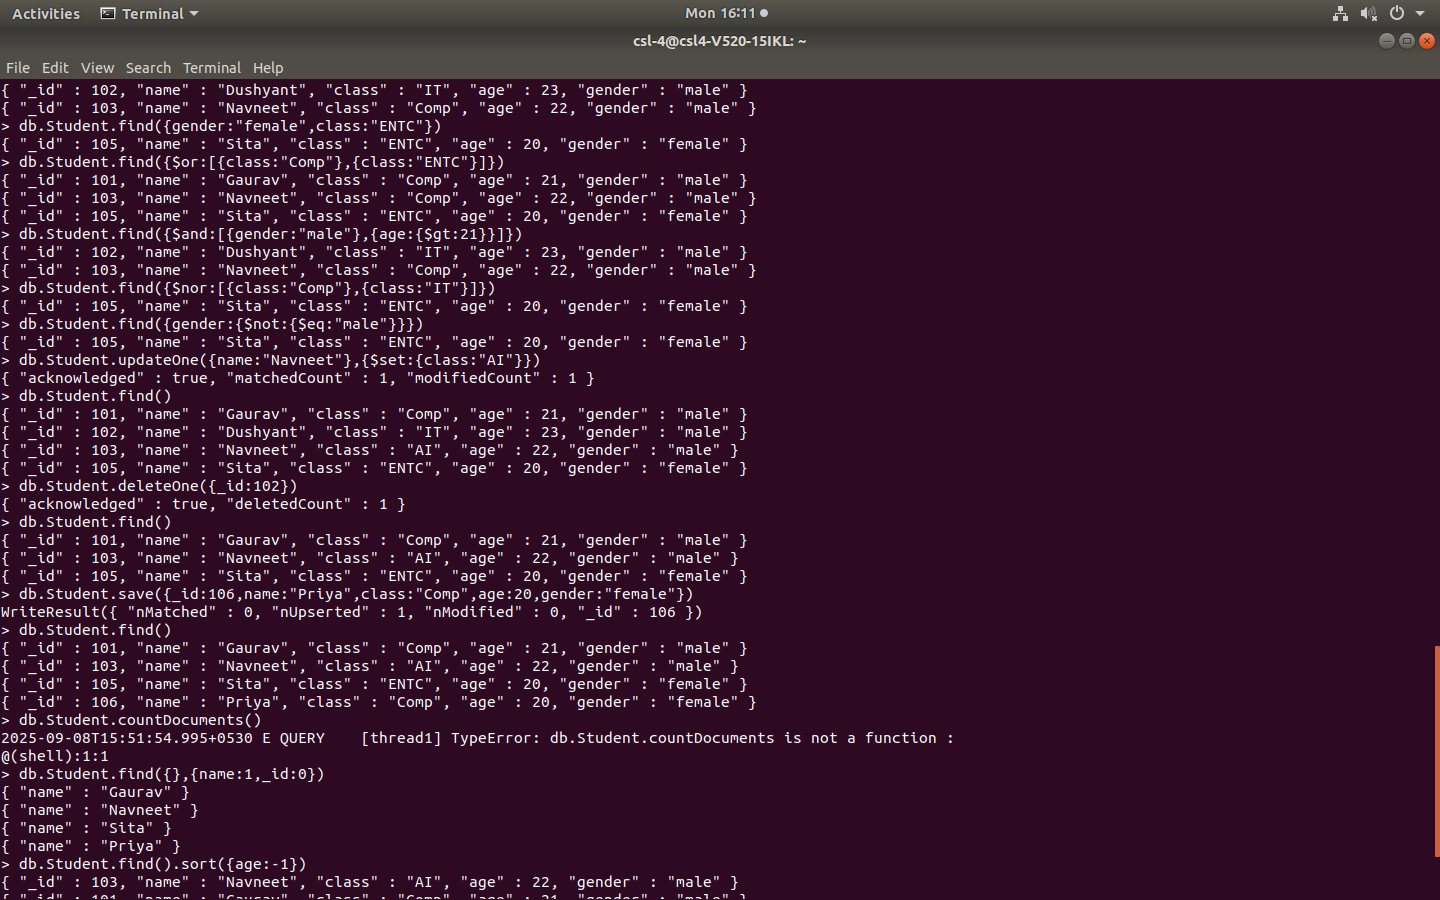 Activities Terminal Mon 16:11
csl-4@csl4-V520-15IKL: ~
File Edit View Search Terminal Help
{ "_id" : 102, "name" : "Dushyant", "class" : "IT", "age" : 23, "gender" : "male" }
{ "_id" : 103, "name" : "Navneet", "class" : "Comp", "age" : 22, "gender" : "male" }
> db.Student.find({gender:"female",class:"ENTC"})
{ "_id" : 105, "name" : "Sita", "class" : "ENTC", "age" : 20, "gender" : "female" }
> db.Student.find({$or:[{class:"Comp"},{class:"ENTC"}]})
{ "_id" : 101, "name" : "Gaurav", "class" : "Comp", "age" : 21, "gender" : "male" }
{ "_id" : 103, "name" : "Navneet", "class" : "Comp", "age" : 22, "gender" : "male" }
{ "_id" : 105, "name" : "Sita", "class" : "ENTC", "age" : 20, "gender" : "female" }
> db.Student.find({$and:[{gender:"male"},{age:{$gt:21}}]})
{ "_id" : 102, "name" : "Dushyant", "class" : "IT", "age" : 23, "gender" : "male" }
{ "_id" : 103, "name" : "Navneet", "class" : "Comp", "age" : 22, "gender" : "male" }
> db.Student.find({$nor:[{class:"Comp"},{class:"IT"}]})
{ "_id" : 105, "name" : "Sita", "class" : "ENTC", "age" : 20, "gender" : "female" }
> db.Student.find({gender:{$not:{$eq:"male"}}})
{ "_id" : 105, "name" : "Sita", "class" : "ENTC", "age" : 20, "gender" : "female" }
> db.Student.updateOne({name:"Navneet"},{$set:{class:"AI"}})
{ "acknowledged" : true, "matchedCount" : 1, "modifiedCount" : 1 }
> db.Student.find()
{ "_id" : 101, "name" : "Gaurav", "class" : "Comp", "age" : 21, "gender" : "male" }
{ "_id" : 102, "name" : "Dushyant", "class" : "IT", "age" : 23, "gender" : "male" }
{ "_id" : 103, "name" : "Navneet", "class" : "AI", "age" : 22, "gender" : "male" }
{ "_id" : 105, "name" : "Sita", "class" : "ENTC", "age" : 20, "gender" : "female" }
> db.Student.deleteOne({_id:102})
{ "acknowledged" : true, "deletedCount" : 1 }
> db.Student.find()
{ "_id" : 101, "name" : "Gaurav", "class" : "Comp", "age" : 21, "gender" : "male" }
{ "_id" : 103, "name" : "Navneet", "class" : "AI", "age" : 22, "gender" : "male" }
{ "_id" : 105, "name" : "Sita", "class" : "ENTC", "age" : 20, "gender" : "female" }
> db.Student.save({_id:106,name:"Priya",class:"Comp",age:20,gender:"female"})
WriteResult({ "nMatched" : 0, "nUpserted" : 1, "nModified" : 0, "_id" : 106 })
> db.Student.find()
{ "_id" : 101, "name" : "Gaurav", "class" : "Comp", "age" : 21, "gender" : "male" }
{ "_id" : 103, "name" : "Navneet", "class" : "AI", "age" : 22, "gender" : "male" }
{ "_id" : 105, "name" : "Sita", "class" : "ENTC", "age" : 20, "gender" : "female" }
{ "_id" : 106, "name" : "Priya", "class" : "Comp", "age" : 20, "gender" : "female" }
> db.Student.countDocuments()
2025-09-08T15:51:54.995+0530 E QUERY    [thread1] TypeError: db.Student.countDocuments is not a function :
@(shell):1:1
> db.Student.find({},{name:1,_id:0})
{ "name" : "Gaurav" }
{ "name" : "Navneet" }
{ "name" : "Sita" }
{ "name" : "Priya" }
> db.Student.find().sort({age:-1})
{ "_id" : 103, "name" : "Navneet", "class" : "AI", "age" : 22, "gender" : "male" }
{ "_id" : 101, "name" : "Gaurav", "class" : "Comp", "age" : 21, "gender" : "male" }